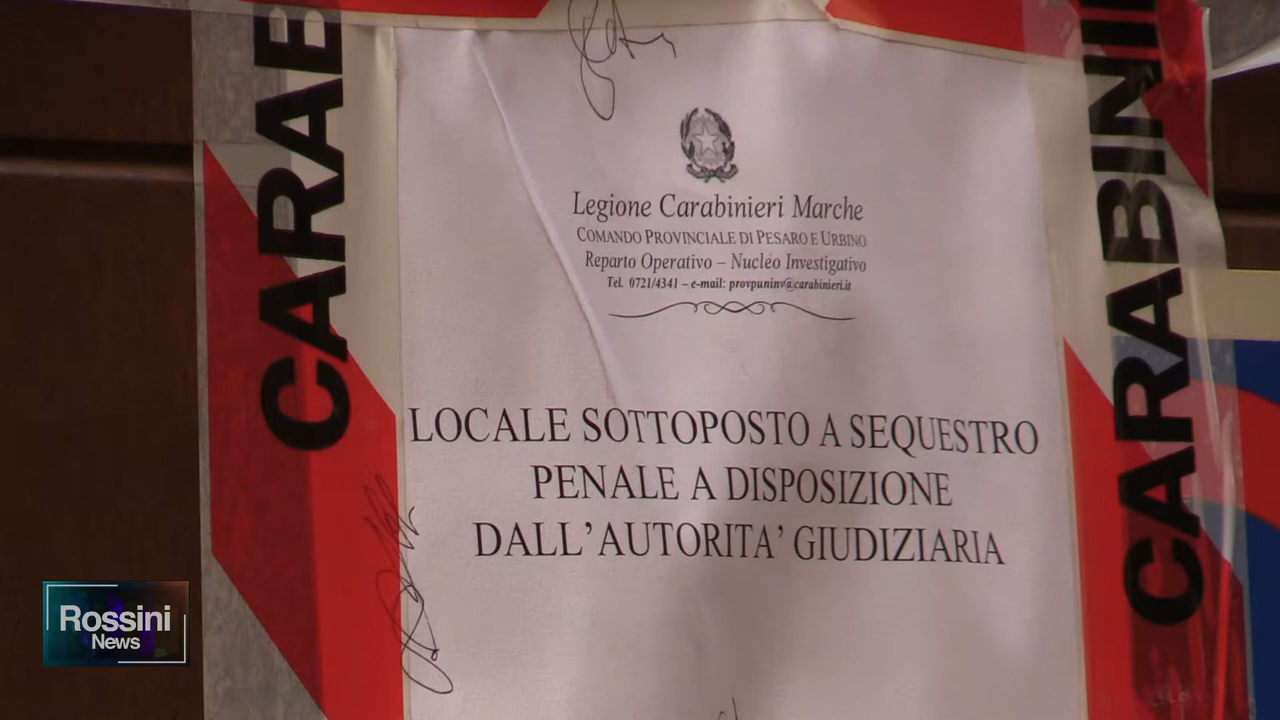 CARAB
CARABINI
Legione Carabinieri Marche
COMANDO PROVINCIALE DI PESARO E URBINO
Reparto Operativo – Nucleo Investigativo
Tel. 0721/4341 – e-mail: provpuninv@carabinieri.it
LOCALE SOTTOPOSTO A SEQUESTRO
PENALE A DISPOSIZIONE
DALL'AUTORITA' GIUDIZIARIA
Rossini
News